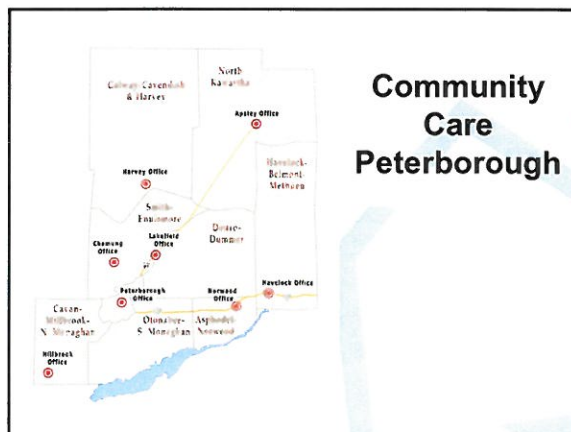 Community
Care
Peterborough
North
Kawartha
Galway-Cavendish
& Harvey
Apsley Office
Havelock-
Belmont-
Methuen
Harvey Office
Smith-
Ennismore
Douro-
Dummer
Lakefield
Office
Chemung
Office
Peterborough
Office
Norwood
Office
Havelock Office
Cavan-
Millbrook-
N. Monaghan
Otonabee-
S. Monaghan
Asphodel-
Norwood
Millbrook
Office